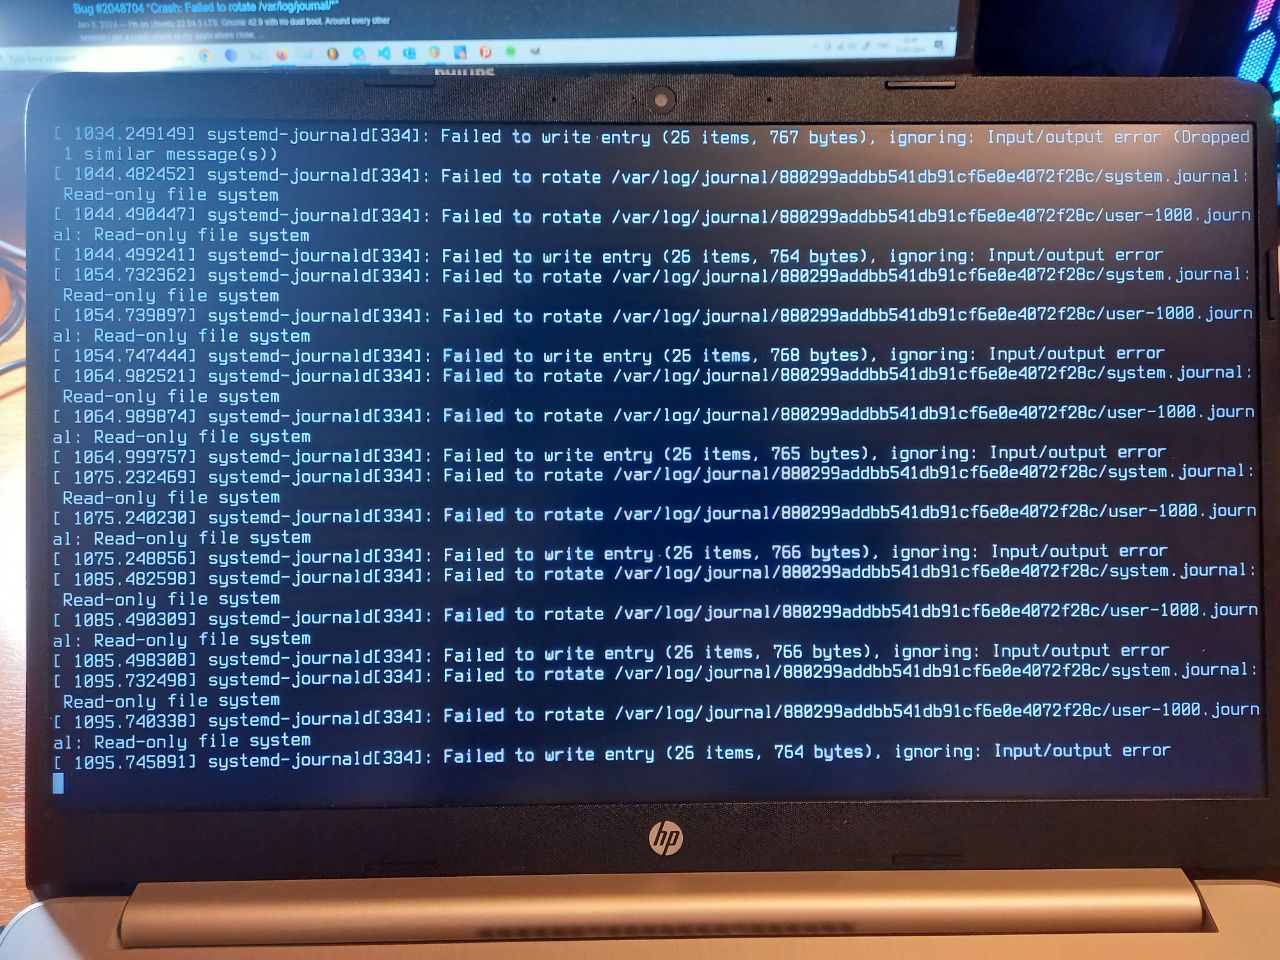 Bug #2048704 "Crash: Failed to rotate /var/log/journal/*"
Jan 6, 2024 — I'm on Ubuntu 22.04.3 LTS. Gnome 42.9 with no dual boot. Around every other
session I get a crash where all my applications close. ...
Type here to search
PHILIPS
[ 1034.249149] systemd-journald[334]: Failed to write entry (26 items, 767 bytes), ignoring: Input/output error (Dropped
1 similar message(s))
[ 1044.482452] systemd-journald[334]: Failed to rotate /var/log/journal/880299addbb541db91cf6e0e4072f28c/system.journal:
Read-only file system
[ 1044.490447] systemd-journald[334]: Failed to rotate /var/log/journal/880299addbb541db91cf6e0e4072f28c/user-1000.journ
al: Read-only file system
[ 1044.499241] systemd-journald[334]: Failed to write entry (26 items, 764 bytes), ignoring: Input/output error
[ 1054.732362] systemd-journald[334]: Failed to rotate /var/log/journal/880299addbb541db91cf6e0e4072f28c/system.journal:
Read-only file system
[ 1054.739897] systemd-journald[334]: Failed to rotate /var/log/journal/880299addbb541db91cf6e0e4072f28c/user-1000.journ
al: Read-only file system
[ 1054.747444] systemd-journald[334]: Failed to write entry (26 items, 768 bytes), ignoring: Input/output error
[ 1064.982521] systemd-journald[334]: Failed to rotate /var/log/journal/880299addbb541db91cf6e0e4072f28c/system.journal:
Read-only file system
[ 1064.989874] systemd-journald[334]: Failed to rotate /var/log/journal/880299addbb541db91cf6e0e4072f28c/user-1000.journ
al: Read-only file system
[ 1064.999757] systemd-journald[334]: Failed to write entry (26 items, 765 bytes), ignoring: Input/output error
[ 1075.232469] systemd-journald[334]: Failed to rotate /var/log/journal/880299addbb541db91cf6e0e4072f28c/system.journal:
Read-only file system
[ 1075.240230] systemd-journald[334]: Failed to rotate /var/log/journal/880299addbb541db91cf6e0e4072f28c/user-1000.journ
al: Read-only file system
[ 1075.248856] systemd-journald[334]: Failed to write entry (26 items, 766 bytes), ignoring: Input/output error
[ 1085.482598] systemd-journald[334]: Failed to rotate /var/log/journal/880299addbb541db91cf6e0e4072f28c/system.journal:
Read-only file system
[ 1085.490309] systemd-journald[334]: Failed to rotate /var/log/journal/880299addbb541db91cf6e0e4072f28c/user-1000.journ
al: Read-only file system
[ 1085.498308] systemd-journald[334]: Failed to write entry (26 items, 766 bytes), ignoring: Input/output error
[ 1095.732498] systemd-journald[334]: Failed to rotate /var/log/journal/880299addbb541db91cf6e0e4072f28c/system.journal:
Read-only file system
[ 1095.740338] systemd-journald[334]: Failed to rotate /var/log/journal/880299addbb541db91cf6e0e4072f28c/user-1000.journ
al: Read-only file system
[ 1095.745891] systemd-journald[334]: Failed to write entry (26 items, 764 bytes), ignoring: Input/output error
hp